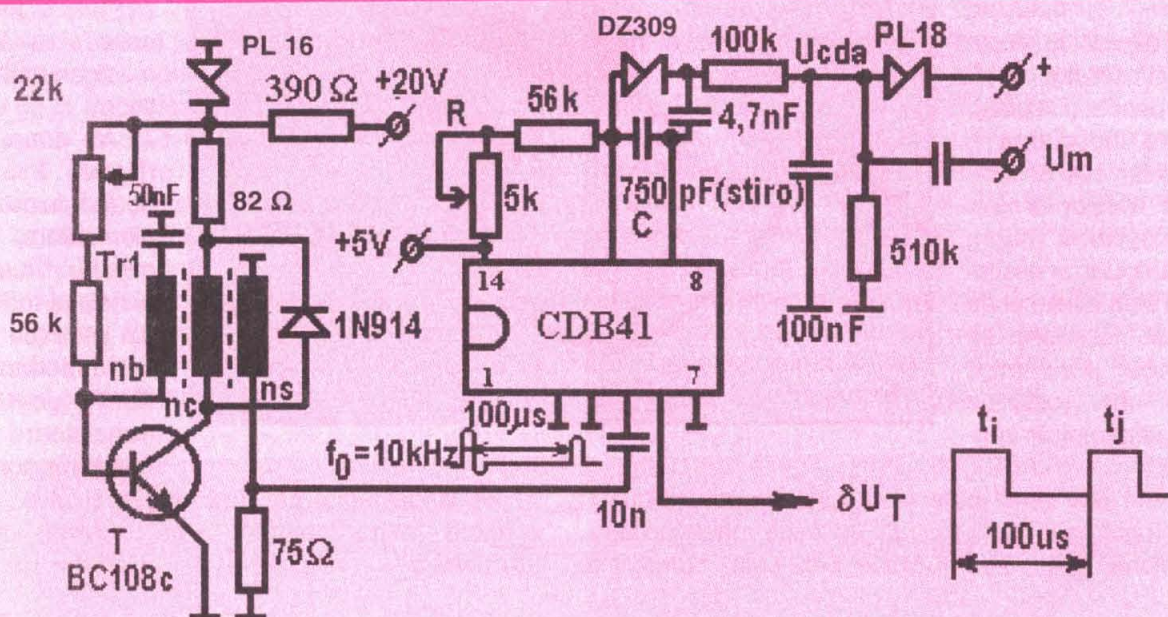 PL 16
DZ309
100k
Ucda
PL18
22k
390 Ω
+20V
+
R
56k
4,7nF
Um
50nF
82 Ω
5k
750 pF(stiro)
C
+5V
510k
Tr1
14
8
56 k
1N914
CDB41
100nF
nb
nc
ns
1
7
100µs
ti
tj
f0=10kHz
10n
δUT
100us
T
75Ω
BC108c